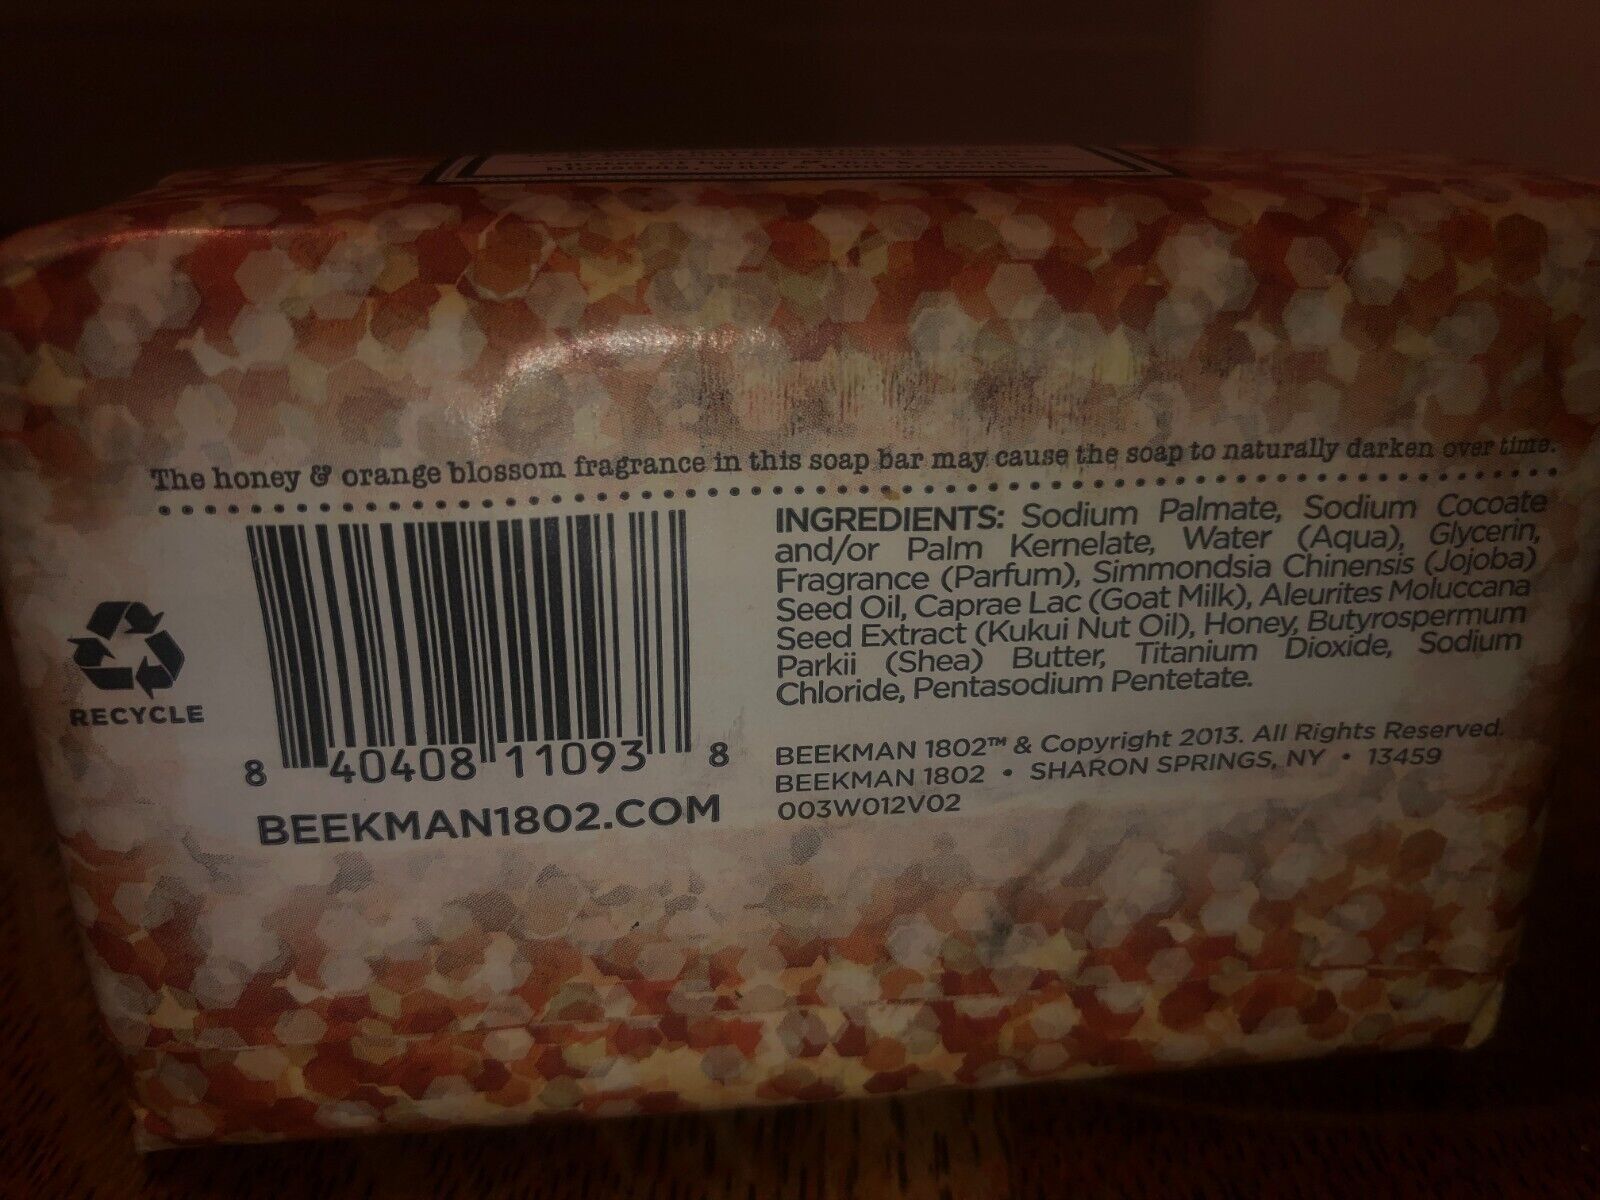 The honey & orange blossom fragrance in this soap bar may cause the soap to naturally darken over time.
INGREDIENTS: Sodium Palmate, Sodium Cocoate
and/or Palm Kernelate, Water (Aqua), Glycerin,
Fragrance (Parfum), Simmondsia Chinensis (Jojoba)
Seed Oil, Caprae Lac (Goat Milk), Aleurites Moluccana
Seed Extract (Kukui Nut Oil), Honey, Butyrospermum
Parkii (Shea) Butter, Titanium Dioxide, Sodium
Chloride, Pentasodium Pentetate.
RECYCLE
8 40408 11093 8
BEEKMAN1802.COM
BEEKMAN 1802™ & Copyright 2013. All Rights Reserved.
BEEKMAN 1802 • SHARON SPRINGS, NY • 13459
003W012V02